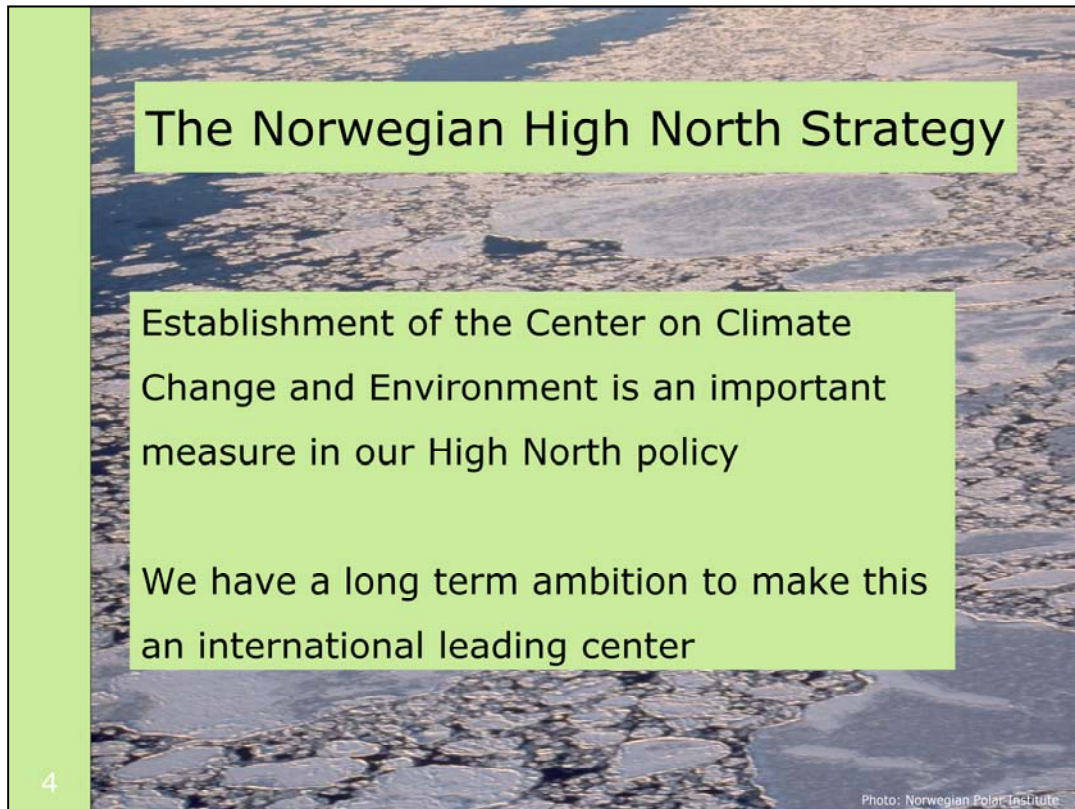 The Norwegian High North Strategy
Establishment of the Center on Climate
Change and Environment is an important
measure in our High North policy
We have a long term ambition to make this
an international leading center
4
Photo: Norwegian Polar Institute